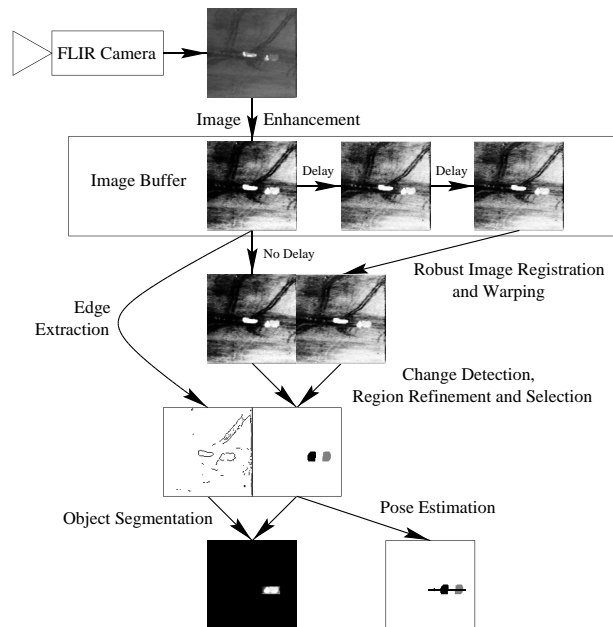 FLIR Camera
Image Enhancement
Image Buffer
Delay
Delay
No Delay
Robust Image Registration
and Warping
Edge
Extraction
Change Detection,
Region Refinement and Selection
Object Segmentation
Pose Estimation